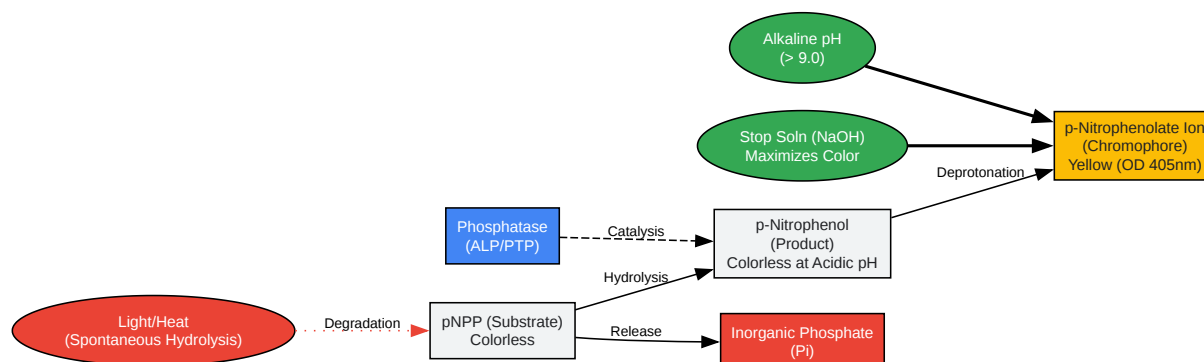 Alkaline pH
(> 9.0)
Stop Soln (NaOH)
Maximizes Color
p-Nitrophenolate Ion
(Chromophore)
Yellow (OD 405nm)
Deprotonation
Phosphatase
(ALP/PTP)
Catalysis
p-Nitrophenol
(Product)
Colorless at Acidic pH
Hydrolysis
Light/Heat
(Spontaneous Hydrolysis)
Degradation
pNPP (Substrate)
Colorless
Release
Inorganic Phosphate
(Pi)